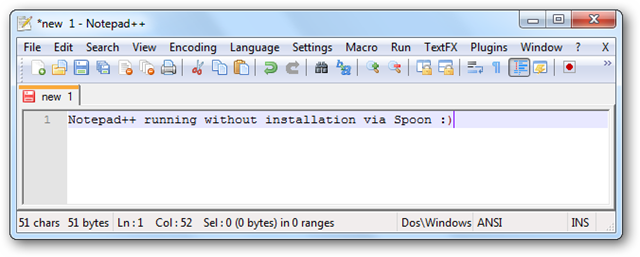 *new  1 - Notepad++
File Edit Search View Encoding Language Settings Macro Run TextFX Plugins Window ? X
new 1
1 Notepad++ running without installation via Spoon :)
51 chars 51 bytes Ln : 1 Col : 52 Sel : 0 (0 bytes) in 0 ranges Dos\Windows ANSI INS